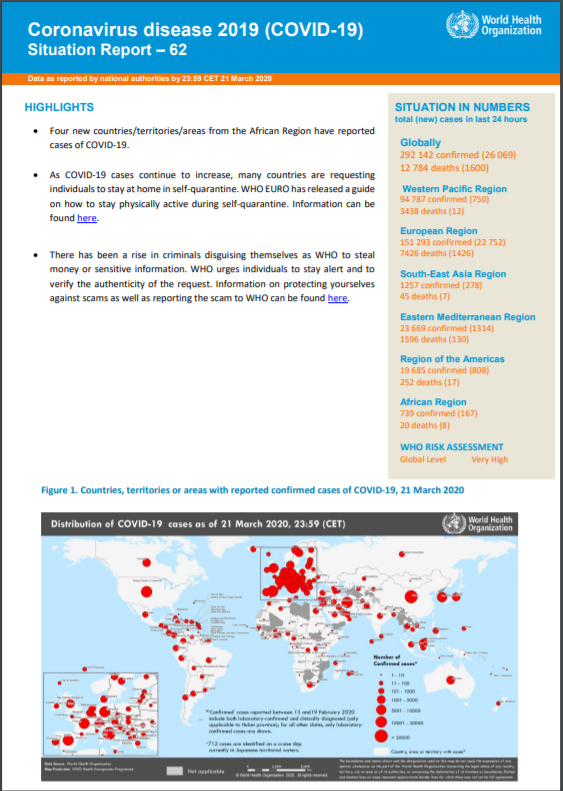 Coronavirus disease 2019 (COVID-19)
Situation Report – 62
World Health
Organization
Data as reported by national authorities by 23:59 CET 21 March 2020
HIGHLIGHTS
• Four new countries/territories/areas from the African Region have reported
cases of COVID-19.
• As COVID-19 cases continue to increase, many countries are requesting
individuals to stay at home in self-quarantine. WHO EURO has released a guide
on how to stay physically active during self-quarantine. Information can be
found here.
• There has been a rise in criminals disguising themselves as WHO to steal
money or sensitive information. WHO urges individuals to stay alert and to
verify the authenticity of the request. Information on protecting yourselves
against scams as well as reporting the scam to WHO can be found here.
SITUATION IN NUMBERS
total (new) cases in last 24 hours
Globally
292 142 confirmed (26 069)
12 784 deaths (1600)
Western Pacific Region
94 787 confirmed (750)
3438 deaths (12)
European Region
151 293 confirmed (22 752)
7426 deaths (1426)
South-East Asia Region
1257 confirmed (278)
45 deaths (7)
Eastern Mediterranean Region
23 669 confirmed (1314)
1596 deaths (130)
Region of the Americas
19 685 confirmed (808)
252 deaths (17)
African Region
739 confirmed (167)
20 deaths (8)
WHO RISK ASSESSMENT
Global Level Very High
Figure 1. Countries, territories or areas with reported confirmed cases of COVID-19, 21 March 2020
Distribution of COVID-19 cases as of 21 March 2020, 23:59 (CET)
World Health
Organization
Number of
Confirmed cases*
1 - 10
11 - 100
101 - 1000
1001 - 5000
10001 - 50000
> 50000
Country, area or territory with cases*
*Confirmed* cases reported between 13 and 19 February 2020
include both laboratory-confirmed and clinically diagnosed (only
applicable to Hubei province); for all other dates, only laboratory-
confirmed cases are shown.
*712 cases are identified on a cruise ship
currently in Japanese territorial waters.
Data Source: World Health Organization
Map Production: WHO Health Emergencies Programme
Not applicable
© World Health Organization 2020. All rights reserved.